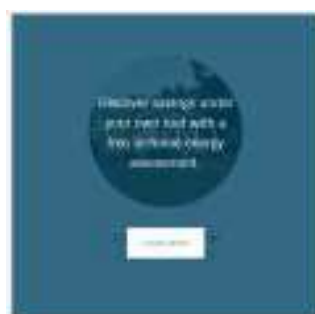 Discover savings under
your own roof with a
free in-home energy
assessment.